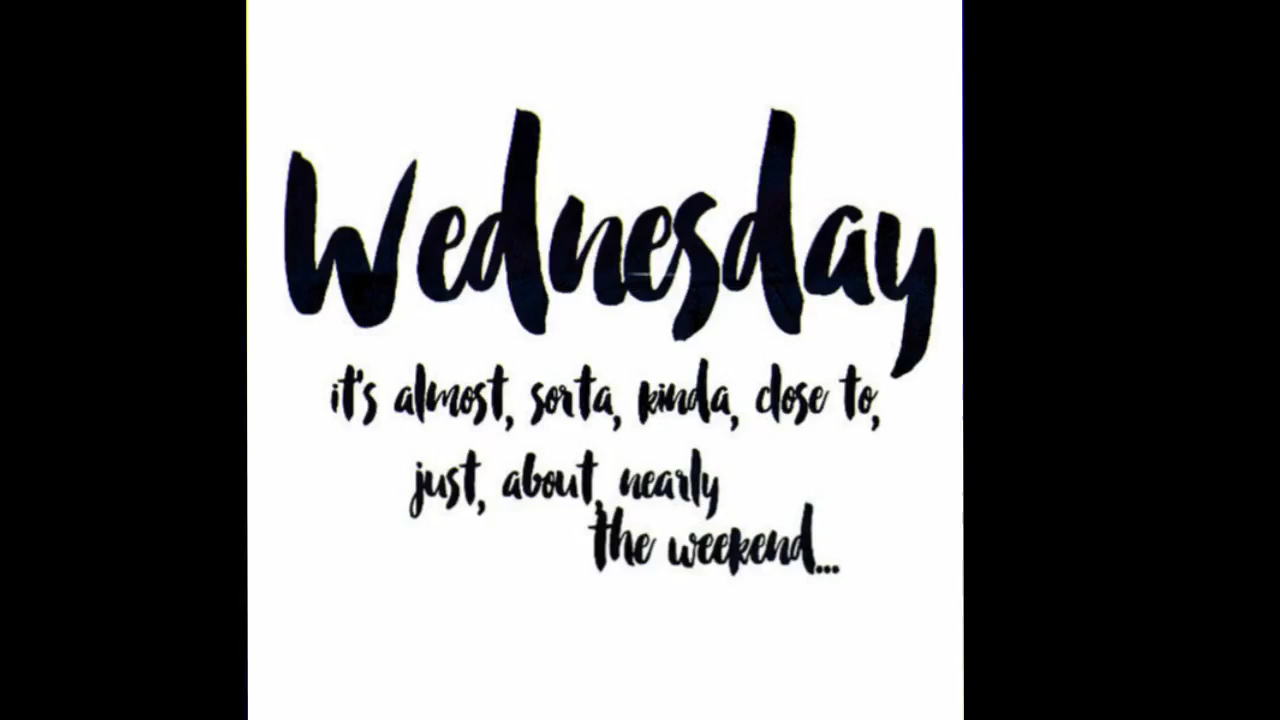 Wednesday
it's almost, sorta, kinda, close to,
just, about, nearly
the weekend...